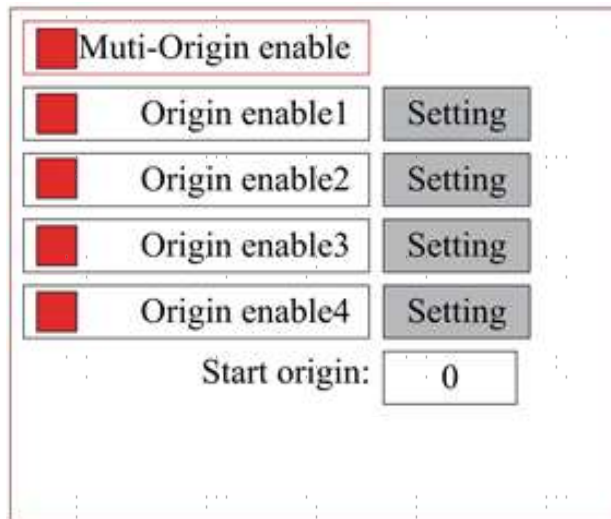 Muti-Origin enable
Origin enable1 Setting
Origin enable2 Setting
Origin enable3 Setting
Origin enable4 Setting
Start origin: 0